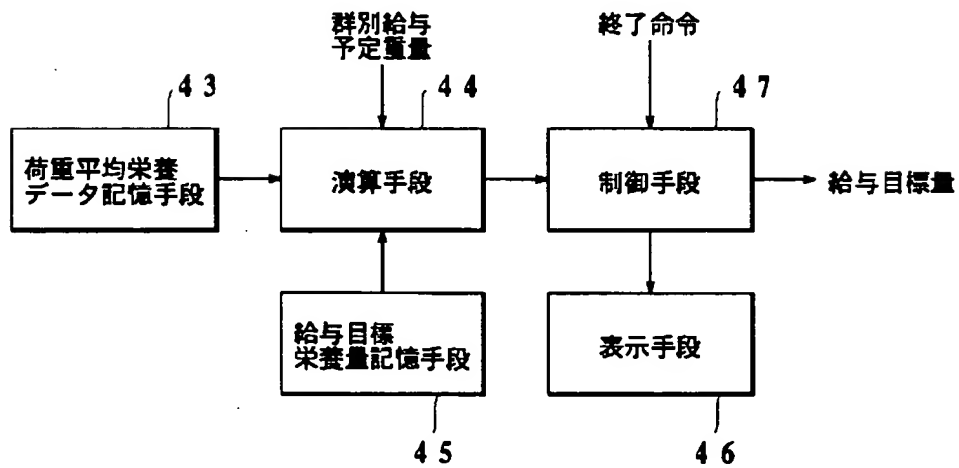 群別給与
予定重量
終了命令
43
44
47
荷重平均栄養
データ記憶手段
演算手段
制御手段
給与目標量
給与目標
栄養量記憶手段
表示手段
45
46